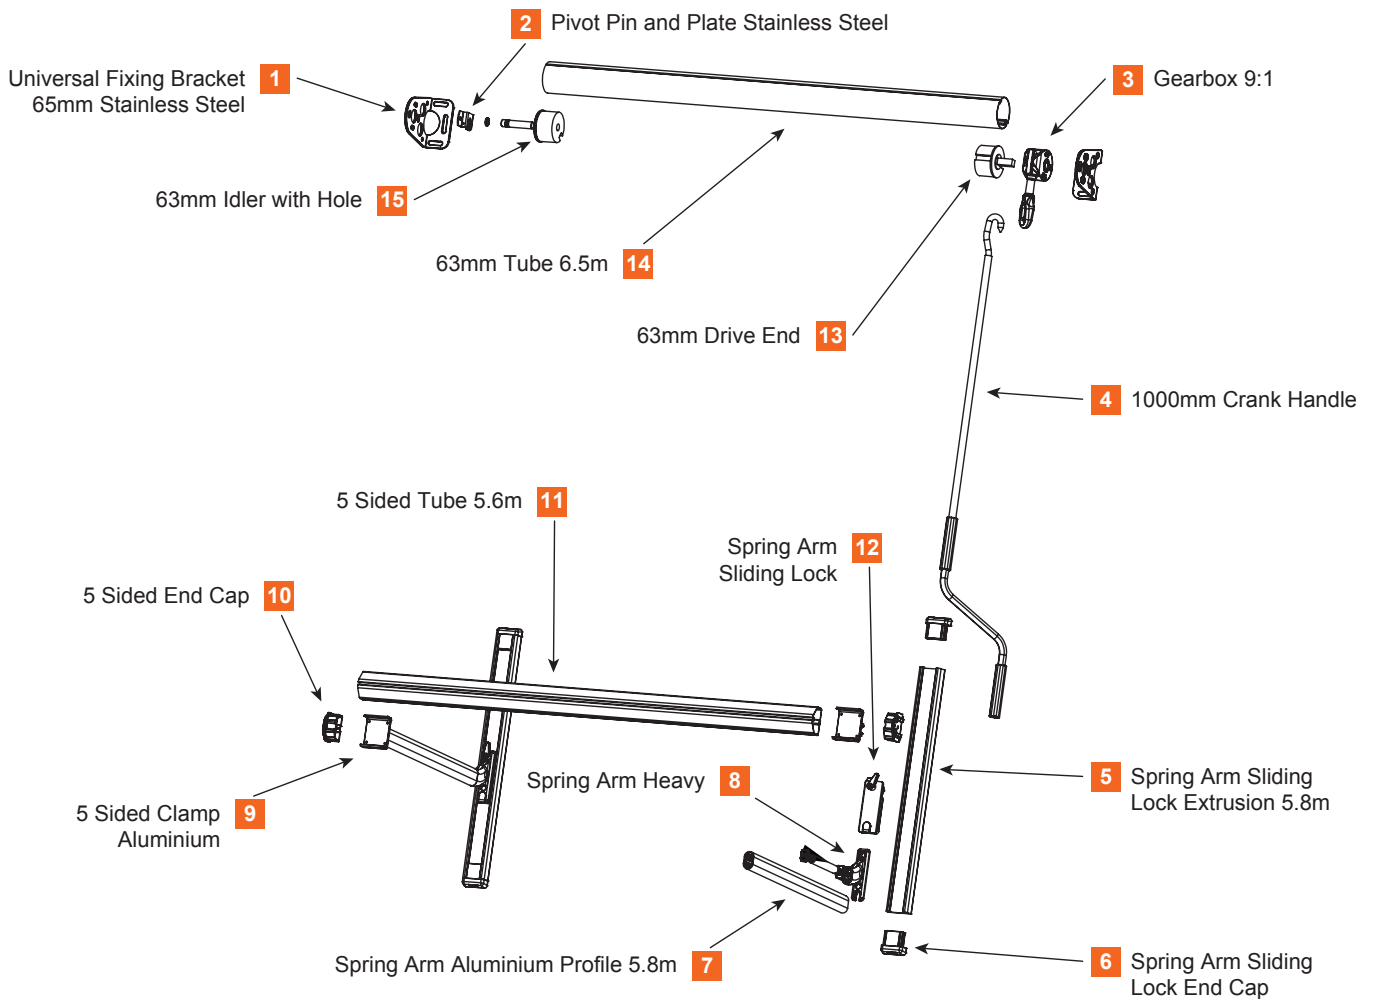 2 Pivot Pin and Plate Stainless Steel
Universal Fixing Bracket 1
65mm Stainless Steel
3 Gearbox 9:1
63mm Idler with Hole 15
63mm Tube 6.5m 14
63mm Drive End 13
4 1000mm Crank Handle
5 Sided Tube 5.6m 11
Spring Arm 12
Sliding Lock
5 Sided End Cap 10
Spring Arm Heavy 8
5 Spring Arm Sliding
Lock Extrusion 5.8m
5 Sided Clamp 9
Aluminium
Spring Arm Aluminium Profile 5.8m 7
6 Spring Arm Sliding
Lock End Cap